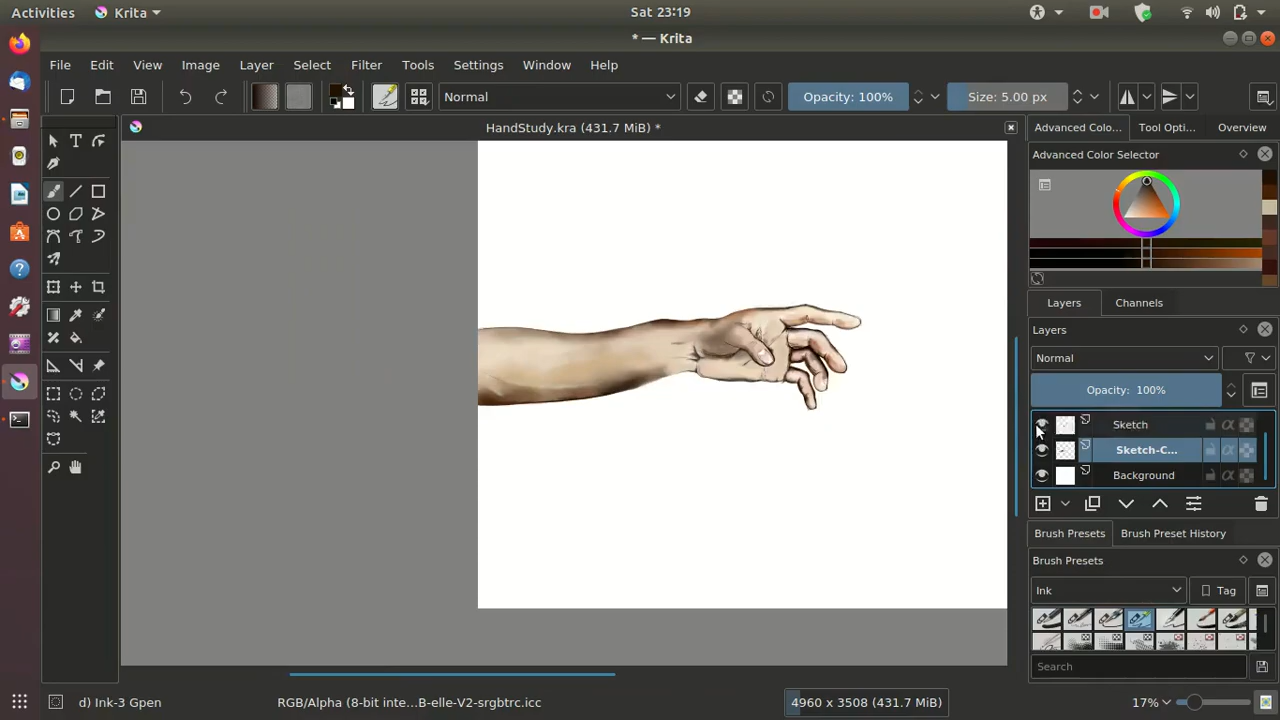 Activities Krita Sat 23:19
* — Krita
File Edit View Image Layer Select Filter Tools Settings Window Help
Normal Opacity: 100% Size: 5.00 px
HandStudy.kra (431.7 MiB) *
Advanced Colo... Tool Opti... Overview
Advanced Color Selector
Layers Channels
Layers
Normal
Opacity: 100%
Sketch
Sketch-C...
Background
Brush Presets Brush Preset History
Brush Presets
Ink Tag
Search
d) Ink-3 Gpen RGB/Alpha (8-bit inte...B-elle-V2-srgbtrc.icc 4960 x 3508 (431.7 MiB) 17%